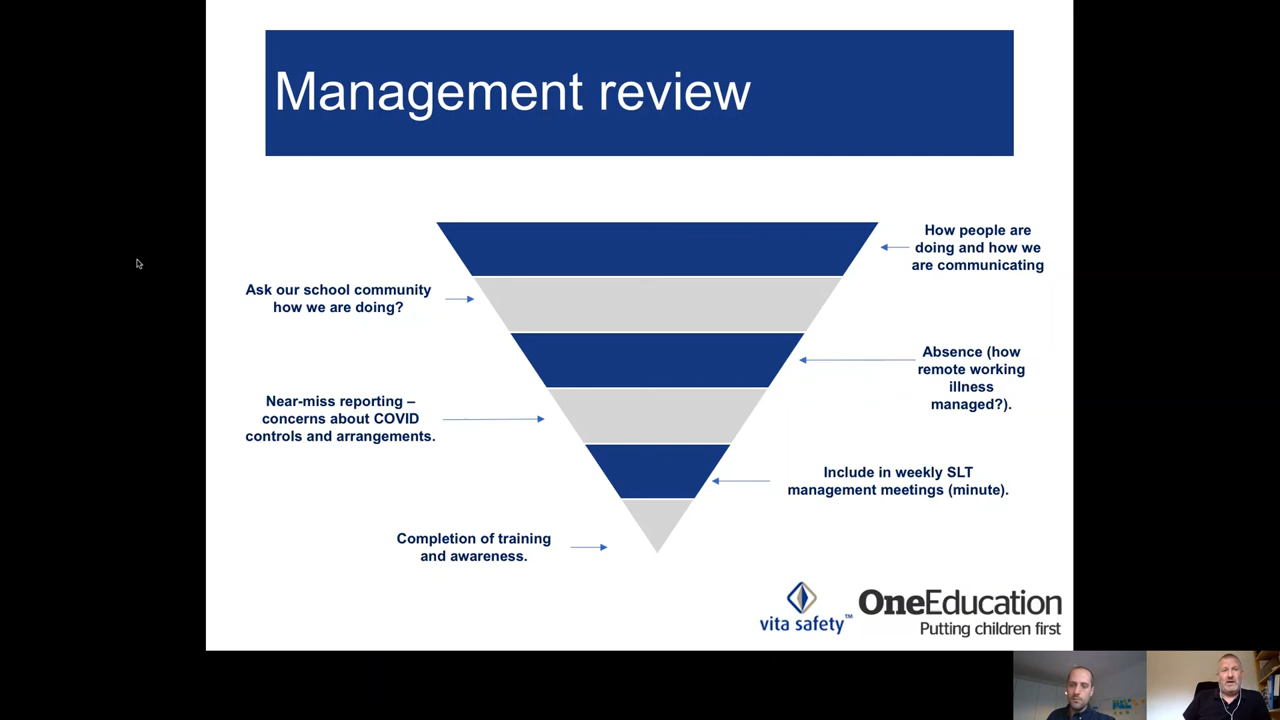 Management review
How people are
doing and how we
are communicating
Ask our school community
how we are doing?
Absence (how
remote working
illness
managed?).
Near-miss reporting –
concerns about COVID
controls and arrangements.
Include in weekly SLT
management meetings (minute).
Completion of training
and awareness.
vita safety™
OneEducation
Putting children first